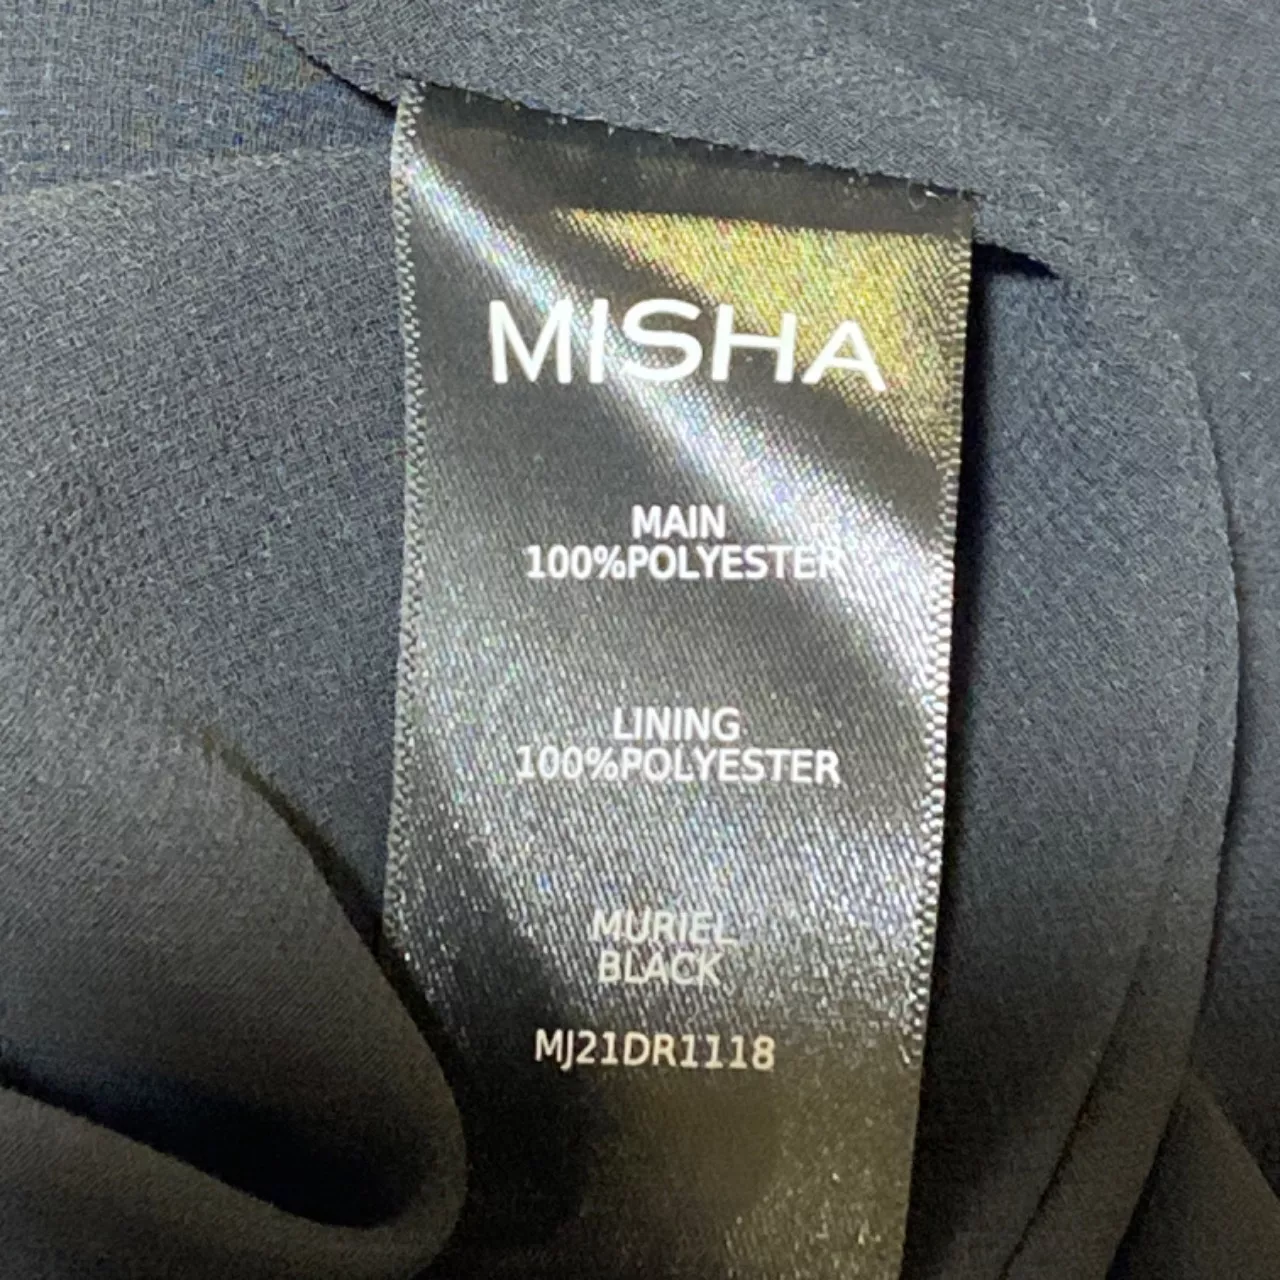 MISHA
MAIN
100%POLYESTER
LINING
100%POLYESTER
MURIEL
BLACK
MJ21DR1118